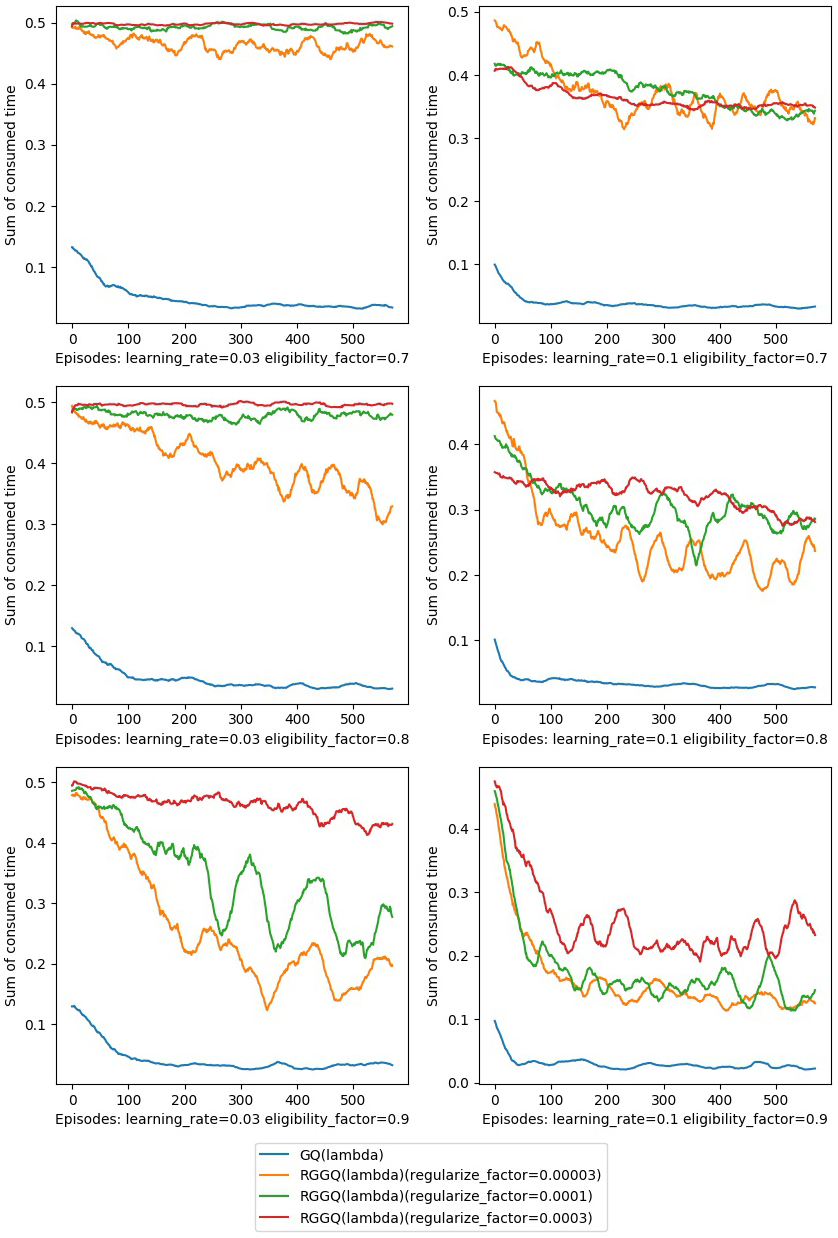 0.5
0.4
0.3
0.2
0.1
Sum of consumed time
0 100 200 300 400 500
Episodes: learning_rate=0.03 eligibility_factor=0.7
0.5
0.4
0.3
0.2
0.1
Sum of consumed time
0 100 200 300 400 500
Episodes: learning_rate=0.1 eligibility_factor=0.7
0.5
0.4
0.3
0.2
0.1
Sum of consumed time
0 100 200 300 400 500
Episodes: learning_rate=0.03 eligibility_factor=0.8
0.4
0.3
0.2
0.1
Sum of consumed time
0 100 200 300 400 500
Episodes: learning_rate=0.1 eligibility_factor=0.8
0.5
0.4
0.3
0.2
0.1
Sum of consumed time
0 100 200 300 400 500
Episodes: learning_rate=0.03 eligibility_factor=0.9
0.4
0.3
0.2
0.1
0.0
Sum of consumed time
0 100 200 300 400 500
Episodes: learning_rate=0.1 eligibility_factor=0.9
GQ(lambda)
RGGQ(lambda)(regularize_factor=0.00003)
RGGQ(lambda)(regularize_factor=0.0001)
RGGQ(lambda)(regularize_factor=0.0003)